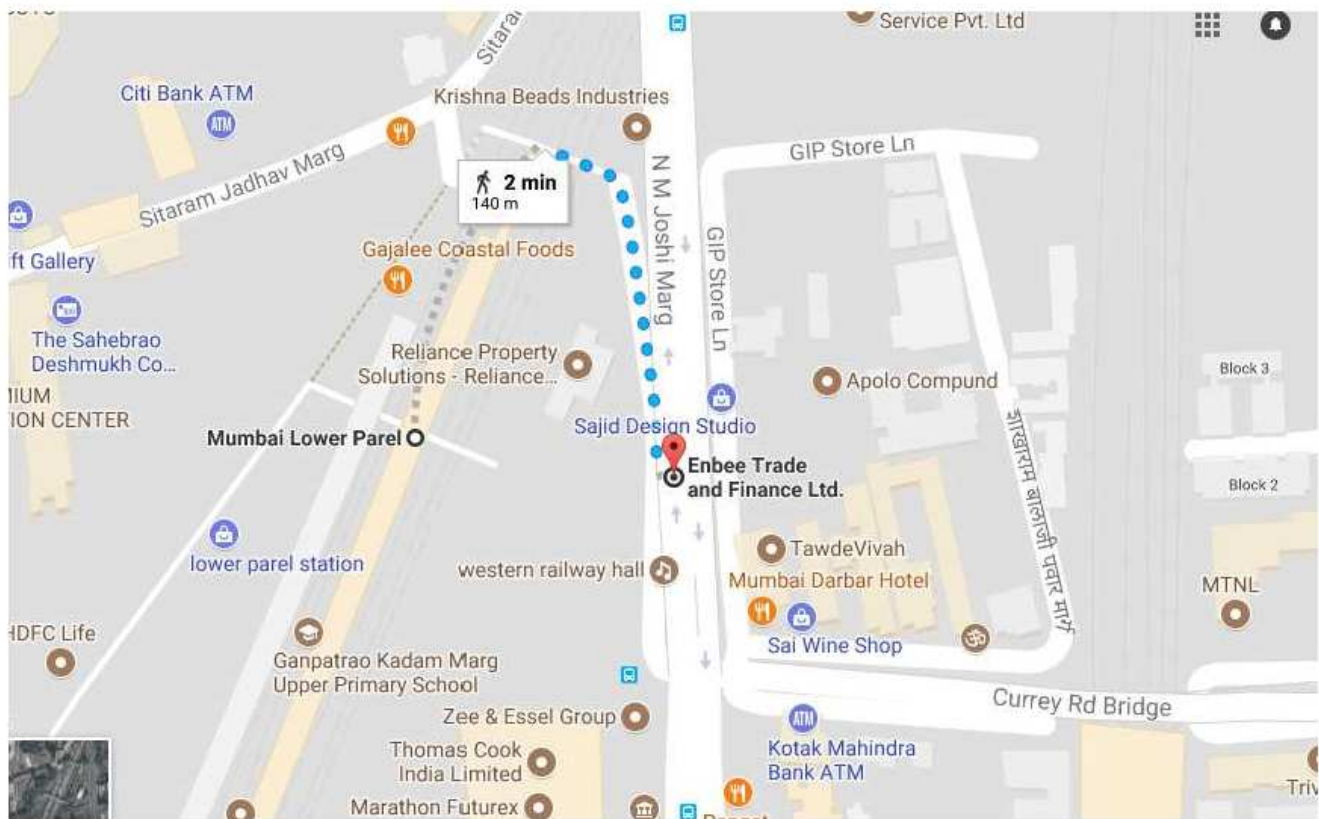 Service Pvt. Ltd
Citi Bank ATM
ATM
Krishna Beads Industries
Sitaram Jadhav Marg
GIP Store Ln
2 min
140 m
N M Joshi Marg
Gajalee Coastal Foods
GIP Store Ln
ft Gallery
The Sahebrao
Deshmukh Co...
Reliance Property
Solutions - Reliance...
Apolo Compund
Block 3
MIUM
ION CENTER
Mumbai Lower Parel
Sajid Design Studio
Enbee Trade
and Finance Ltd.
Block 2
lower parel station
western railway hall
TawdeVivah
Mumbai Darbar Hotel
MTNL
HDFC Life
Sai Wine Shop
Ganpatrao Kadam Marg
Upper Primary School
Currey Rd Bridge
Zee & Essel Group
ATM
Kotak Mahindra
Bank ATM
Thomas Cook
India Limited
Marathon Futurex
Triv